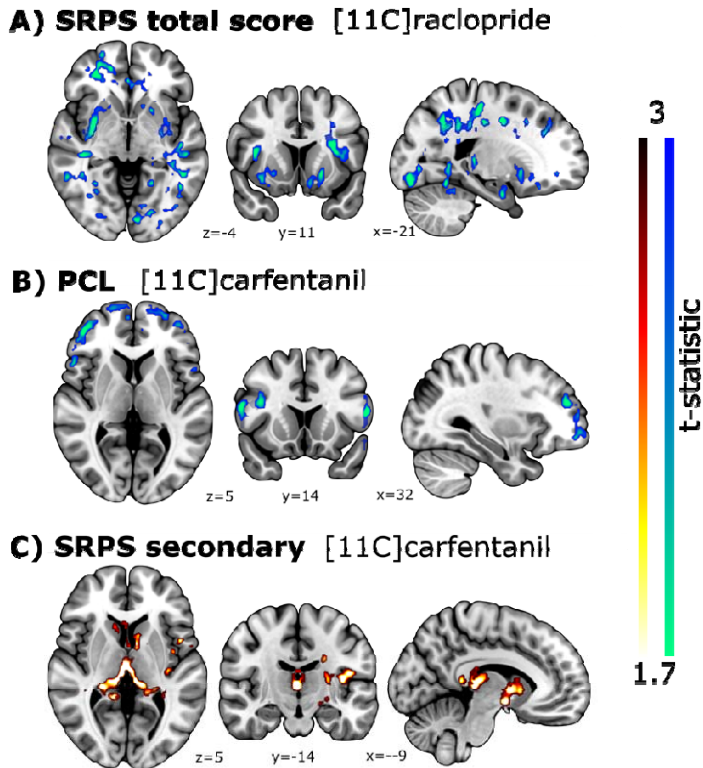 A) SRPS total score [11C]raclopride
z=-4 y=11 x=-21
B) PCL [11C]carfentanil
z=5 y=14 x=32
C) SRPS secondary [11C]carfentanil
z=5 y=-14 x=--9
3
t-statistic
1.7